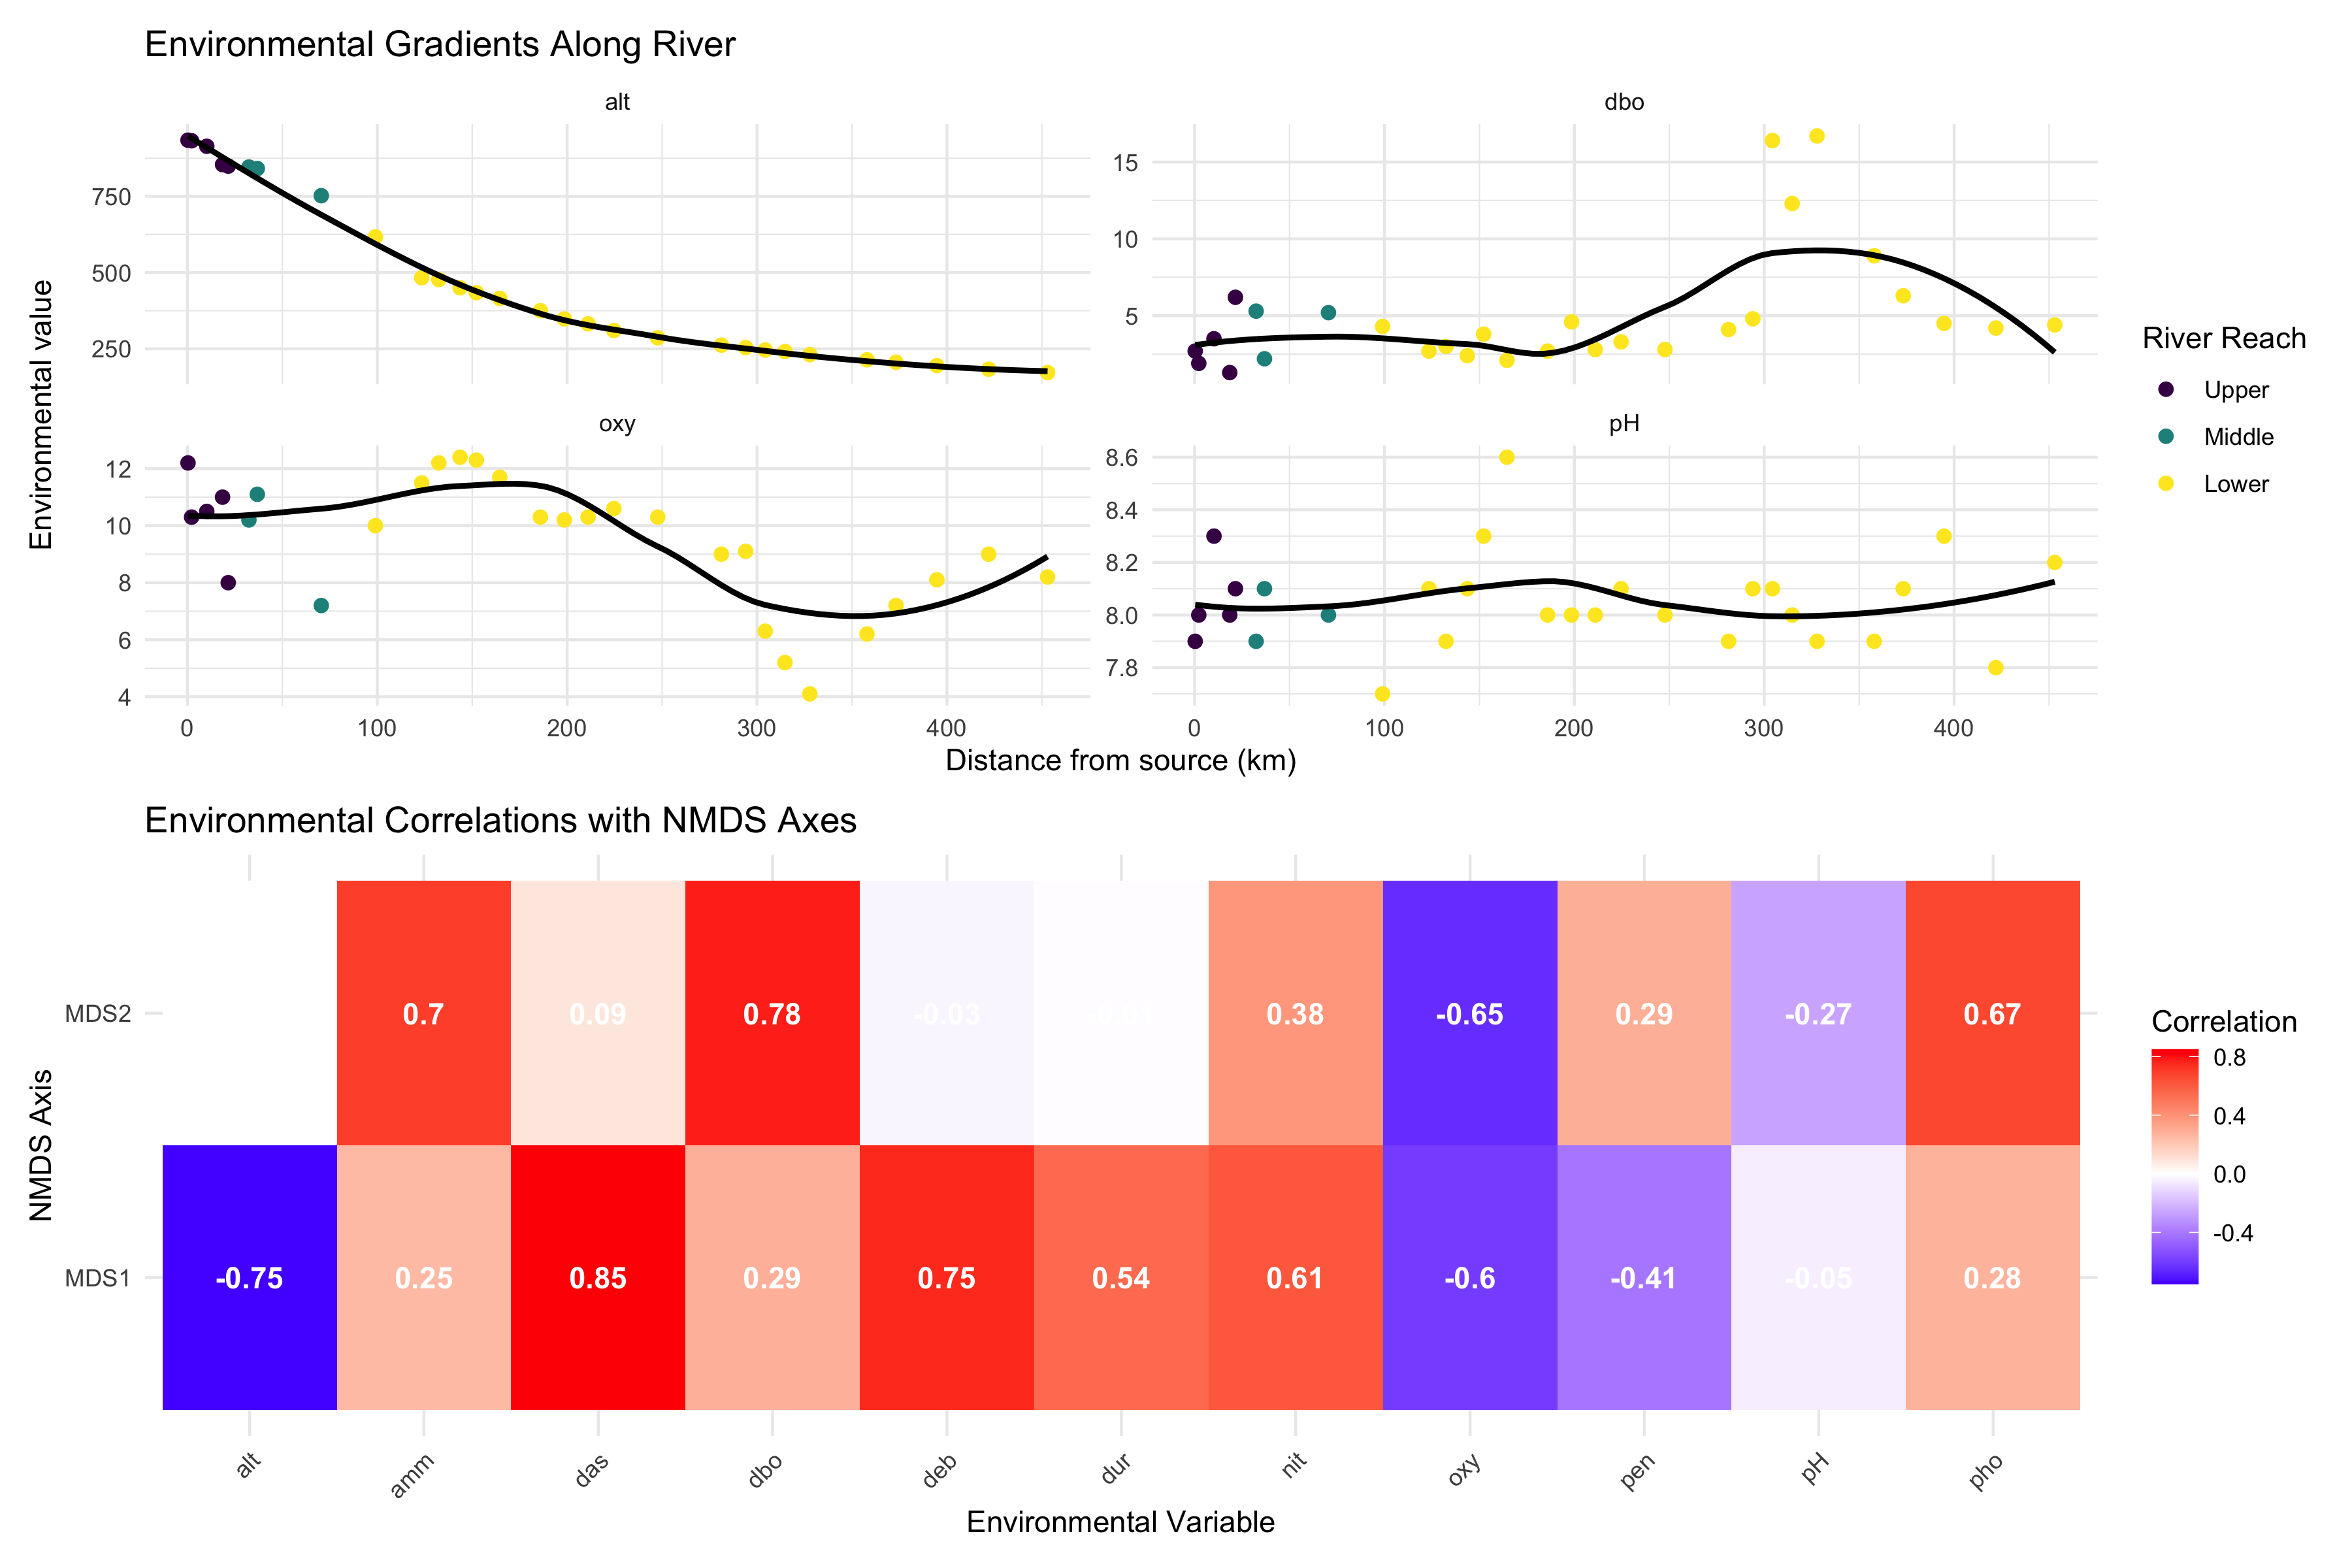 Environmental Gradients Along River
alt
dbo
750
500
250
15
10
5
oxy
pH
12
10
8
6
4
8.6
8.4
8.2
8.0
7.8
0 100 200 300 400
0 100 200 300 400
Distance from source (km)
Environmental value
River Reach
Upper
Middle
Lower
Environmental Correlations with NMDS Axes
MDS2
0.7 0.09 0.78 -0.03 0.38 -0.65 0.29 -0.27 0.67
MDS1
-0.75 0.25 0.85 0.29 0.75 0.54 0.61 -0.6 -0.41 -0.05 0.28
alt amm das dbo deb dur nit oxy pen pH pho
Environmental Variable
NMDS Axis
Correlation
0.8
0.4
0.0
-0.4